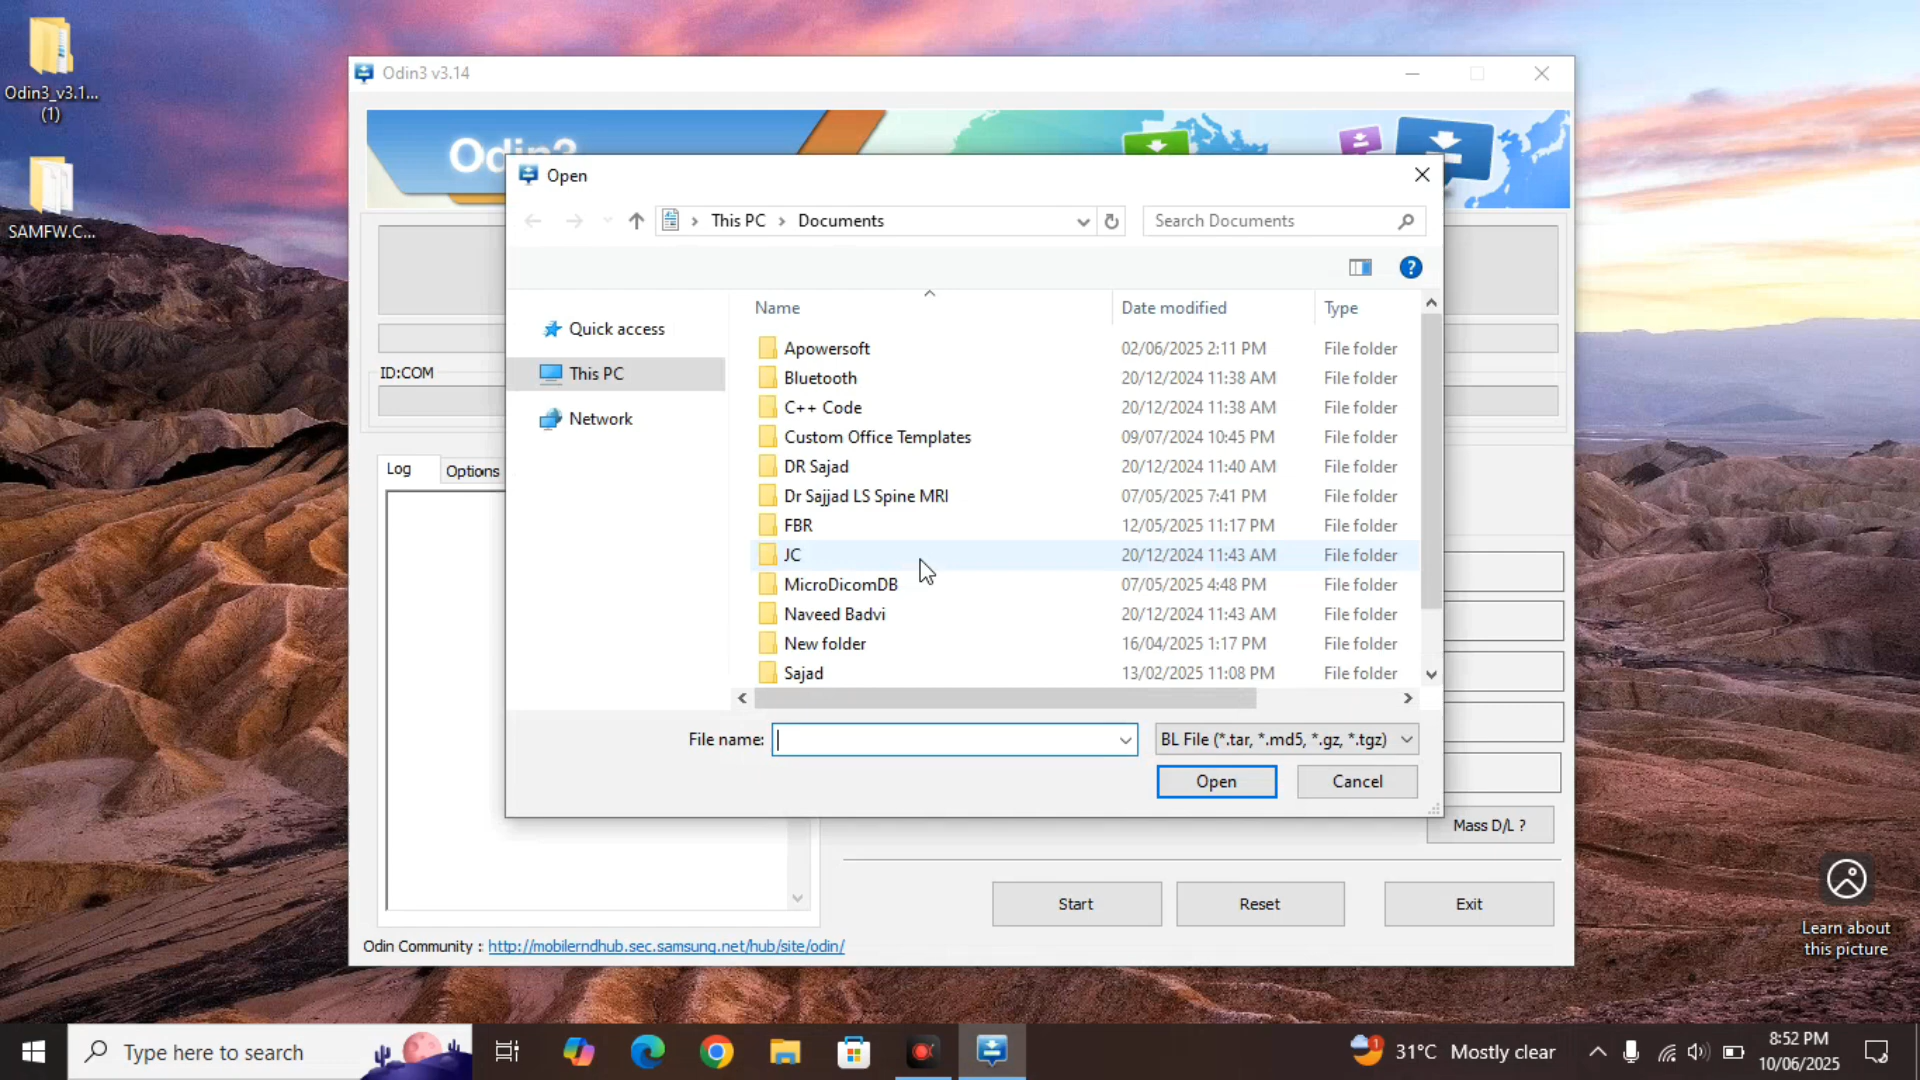 Odin3_v3.1...
(1)
SAMFW.C...
Odin3 v3.14
Odin3
ID:COM
Log
Options
Open
This PC
Documents
Search Documents
Name
Date modified
Type
Quick access
This PC
Network
Apowersoft 02/06/2025 2:11 PM File folder
Bluetooth 20/12/2024 11:38 AM File folder
C++ Code 20/12/2024 11:38 AM File folder
Custom Office Templates 09/07/2024 10:45 PM File folder
DR Sajad 20/12/2024 11:40 AM File folder
Dr Sajjad LS Spine MRI 07/05/2025 7:41 PM File folder
FBR 12/05/2025 11:17 PM File folder
JC 20/12/2024 11:43 AM File folder
MicroDicomDB 07/05/2025 4:48 PM File folder
Naveed Badvi 20/12/2024 11:43 AM File folder
New folder 16/04/2025 1:17 PM File folder
Sajad 13/02/2025 11:08 PM File folder
File name:
BL File (*.tar, *.md5, *.gz, *.tgz)
Open
Cancel
Mass D/L ?
Start
Reset
Exit
Odin Community : http://mobilerndhub.sec.samsung.net/hub/site/odin/
Learn about
this picture
Type here to search
31°C Mostly clear
8:52 PM
10/06/2025